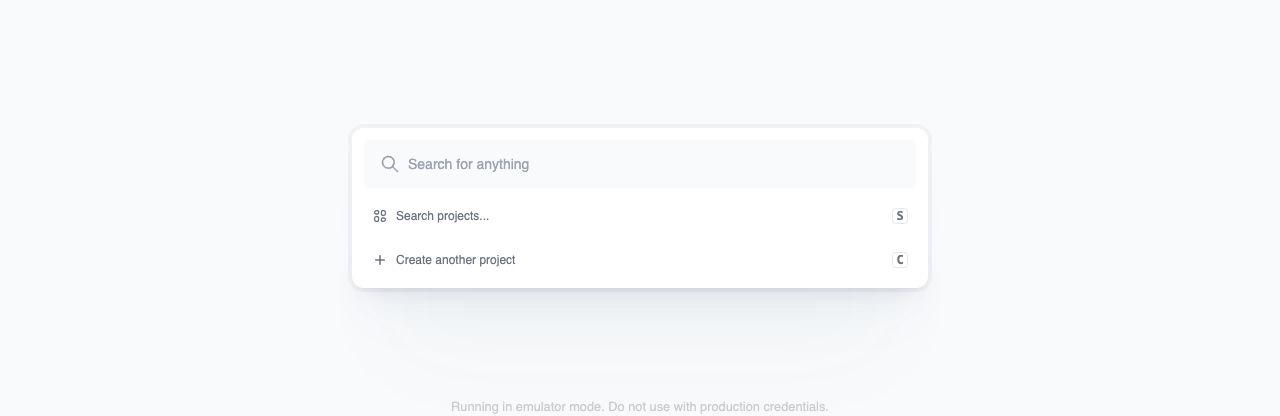 Search for anything
Search projects...
S
Create another project
C
Running in emulator mode. Do not use with production credentials.